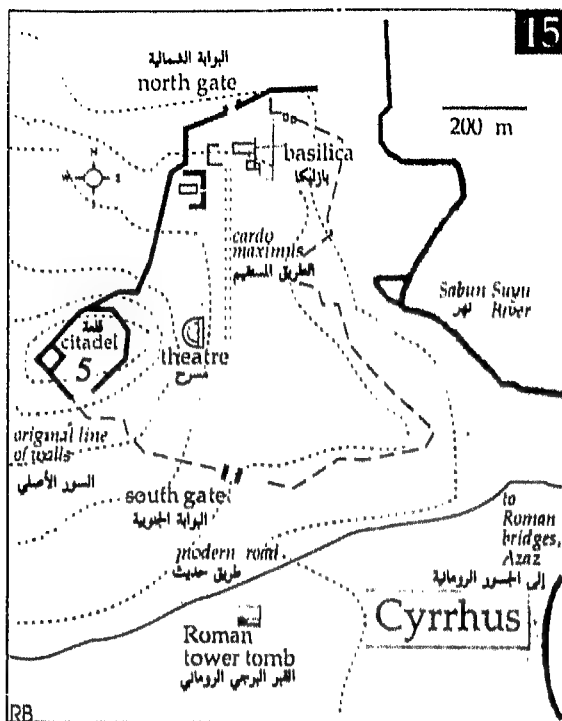 15
البوابة الشمالية
north gate
200 m
basilica
بازليكا
cardo
maximus
الطريق المستقيم
Sabun Suyu
نهر River
قلعة
citadel
5
theatre
مسرح
original line
of walls
السور الأصلي
south gate
البوابة الجنوبية
to
Roman
bridges,
Azaz
إلى الجسور الرومانية
modern road
طريق حديث
Cyrrhus
Roman
tower tomb
القبر البرجي الروماني
RB